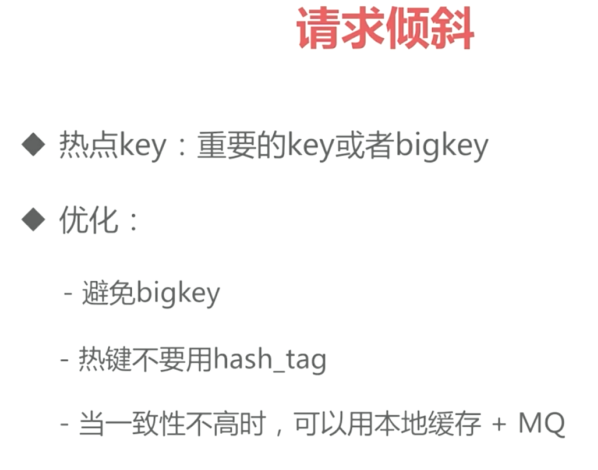 请求倾斜
◆ 热点key：重要的key或者bigkey
◆ 优化：
- 避免bigkey
- 热键不要用hash_tag
- 当一致性不高时，可以用本地缓存 + MQ